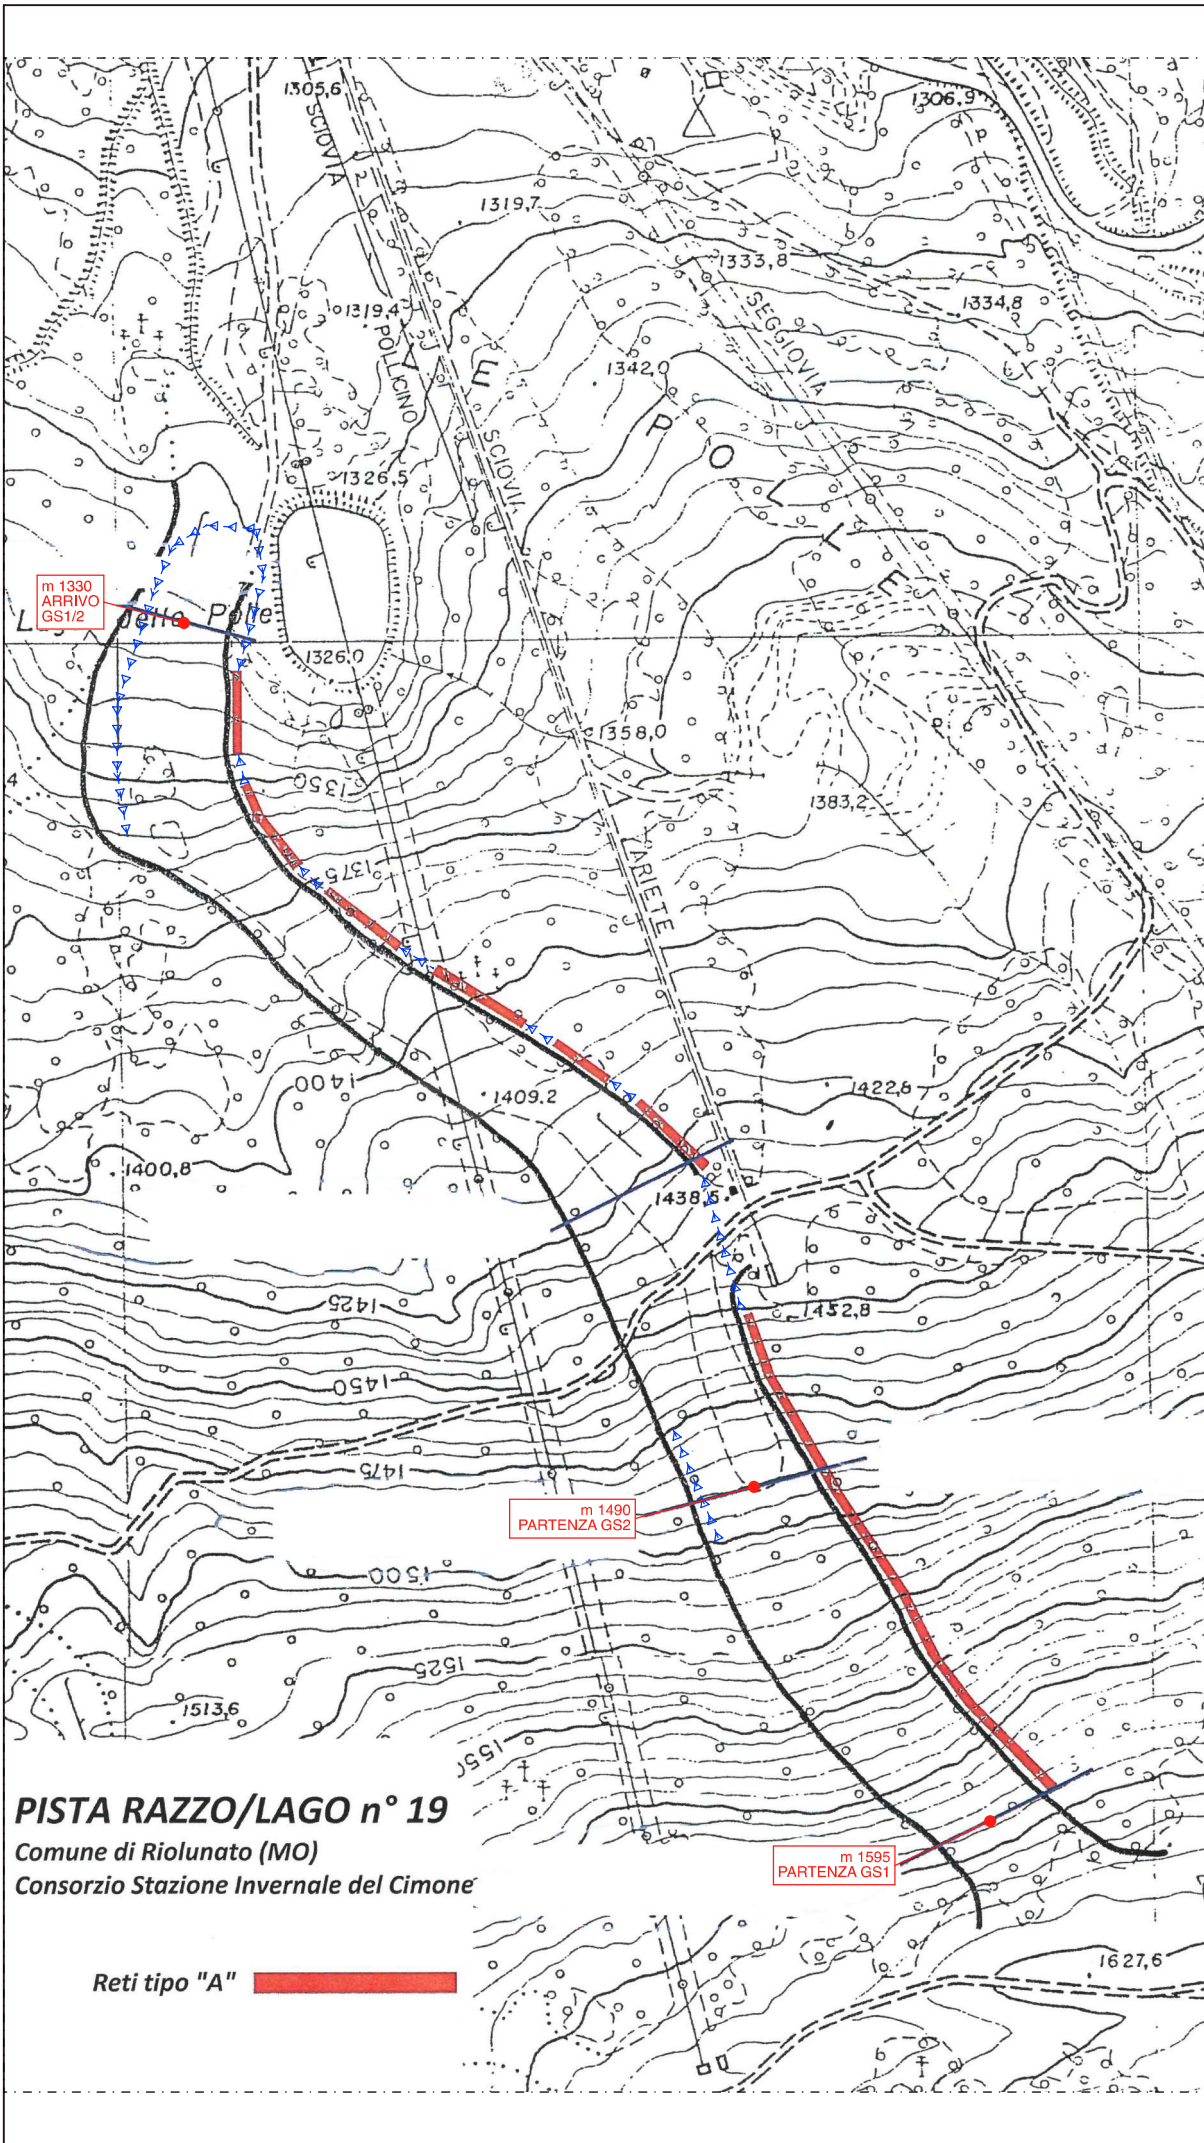 1305,6
SCIOVIA
1306,9
1319,7
1333,8
SEGGIOVIA
1334,8
1319,4
POLLICINO
E
1342,0
P
O
SCIOVIA
L
L
E
1326,5
m 1330
ARRIVO
GS1/2
delle Polle
1326,0
1358,0
1350
1383,2
1375
L'ARIETE
1400
1409.2
1422,8
1400,8
1438,5
1425
1452,8
1450
1475
m 1490
PARTENZA GS2
1500
1525
1513,6
1550
PISTA RAZZO/LAGO n° 19
Comune di Riolunato (MO)
Consorzio Stazione Invernale del Cimone
m 1595
PARTENZA GS1
Reti tipo "A"
1627,6